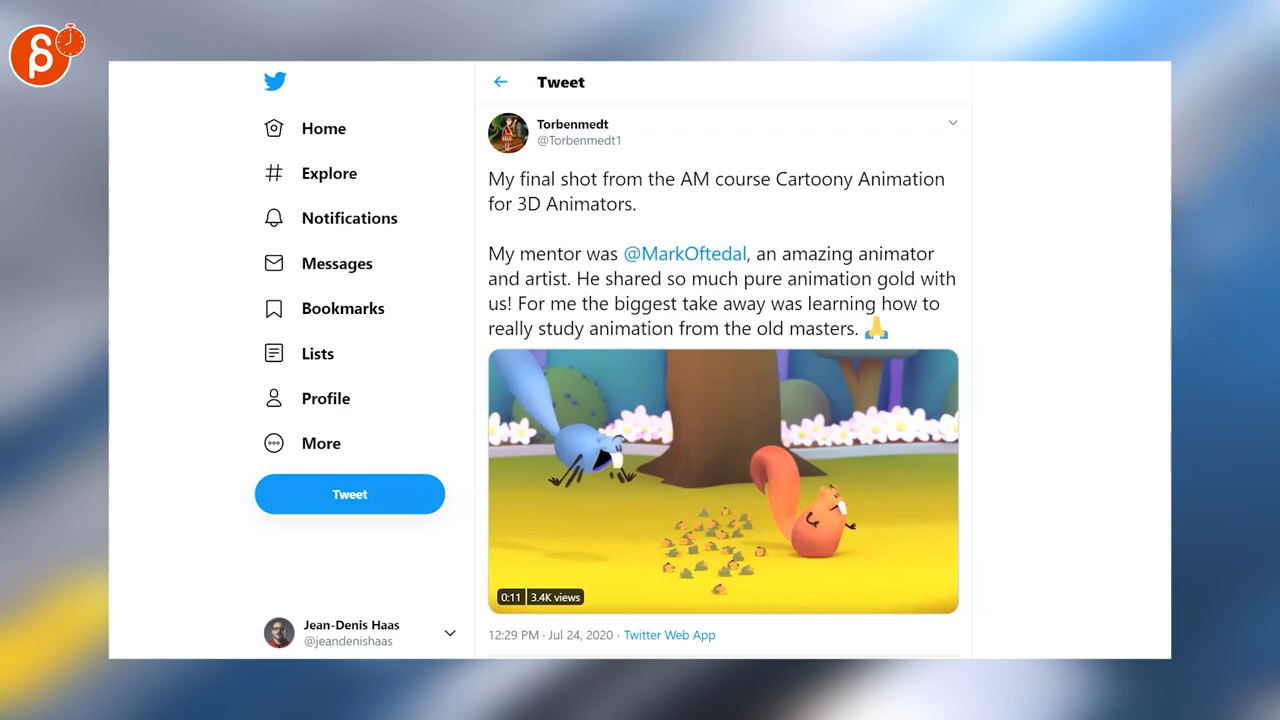 Home
Explore
Notifications
Messages
Bookmarks
Lists
Profile
More
Tweet
Jean-Denis Haas
@jeandenishaas
Tweet
Torbenmedt
@Torbenmedt1
My final shot from the AM course Cartoony Animation
for 3D Animators.
My mentor was @MarkOftedal, an amazing animator
and artist. He shared so much pure animation gold with
us! For me the biggest take away was learning how to
really study animation from the old masters. 🙏
0:11 3.4K views
12:29 PM · Jul 24, 2020 · Twitter Web App